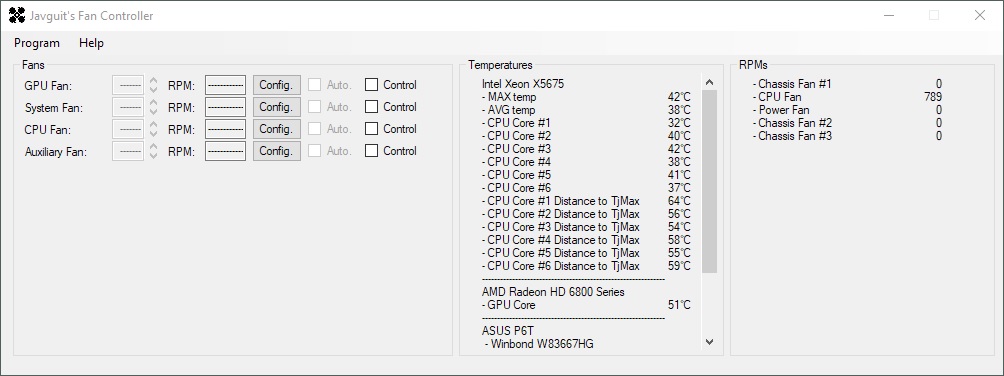 Javguit's Fan Controller
Program Help
Fans
GPU Fan: ------- RPM: ------------ Config. Auto. Control
System Fan: ------- RPM: ------------ Config. Auto. Control
CPU Fan: ------- RPM: ------------ Config. Auto. Control
Auxiliary Fan: ------- RPM: ------------ Config. Auto. Control
Temperatures
Intel Xeon X5675
- MAX temp 42°C
- AVG temp 38°C
- CPU Core #1 32°C
- CPU Core #2 40°C
- CPU Core #3 42°C
- CPU Core #4 38°C
- CPU Core #5 41°C
- CPU Core #6 37°C
- CPU Core #1 Distance to TjMax 64°C
- CPU Core #2 Distance to TjMax 56°C
- CPU Core #3 Distance to TjMax 54°C
- CPU Core #4 Distance to TjMax 58°C
- CPU Core #5 Distance to TjMax 55°C
- CPU Core #6 Distance to TjMax 59°C
AMD Radeon HD 6800 Series
- GPU Core 51°C
ASUS P6T
- Winbond W83667HG
RPMs
- Chassis Fan #1 0
- CPU Fan 789
- Power Fan 0
- Chassis Fan #2 0
- Chassis Fan #3 0